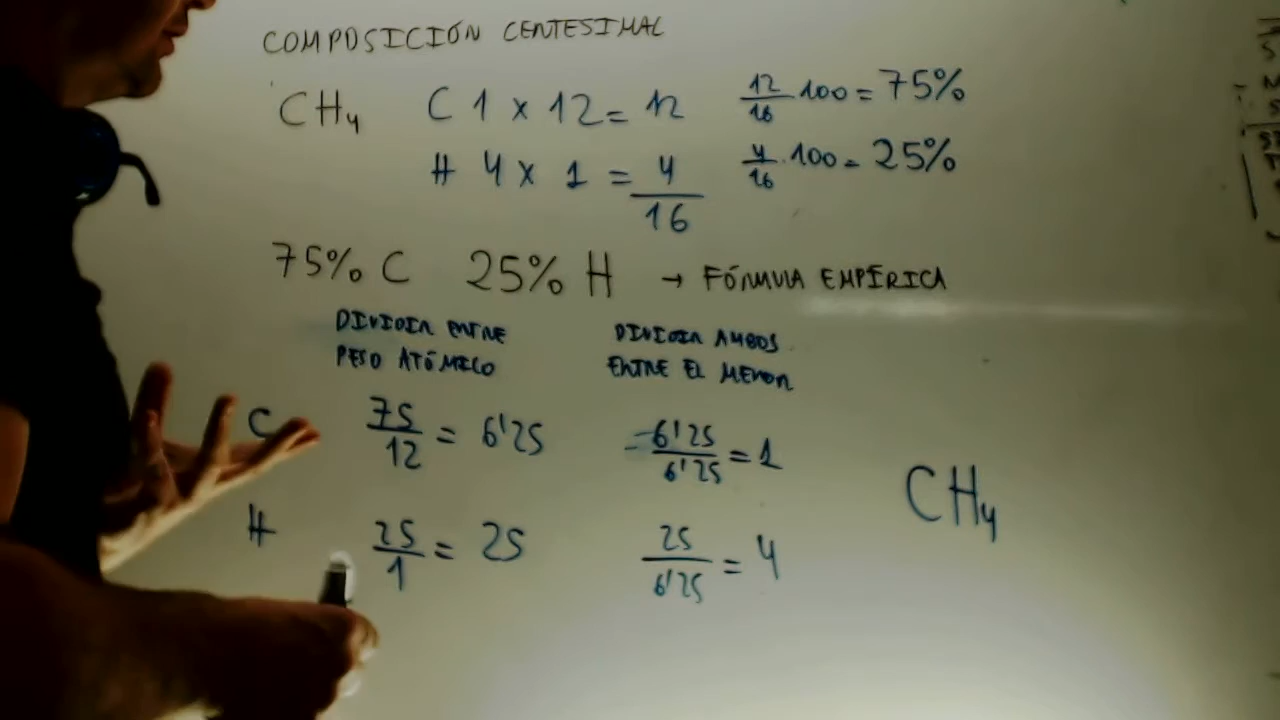 COMPOSICIÓN CENTESIMAL
CH4 C 1 x 12 = 12 12/16 · 100 = 75%
H 4 x 1 = 4 4/16 · 100 = 25%
16
75% C 25% H → FÓRMULA EMPÍRICA
DIVIDIR ENTRE DIVIDIR AMBOS
PESO ATÓMICO ENTRE EL MENOR
C 75/12 = 6'25 6'25/6'25 = 1
CH4
H 25/1 = 25 25/6'25 = 4